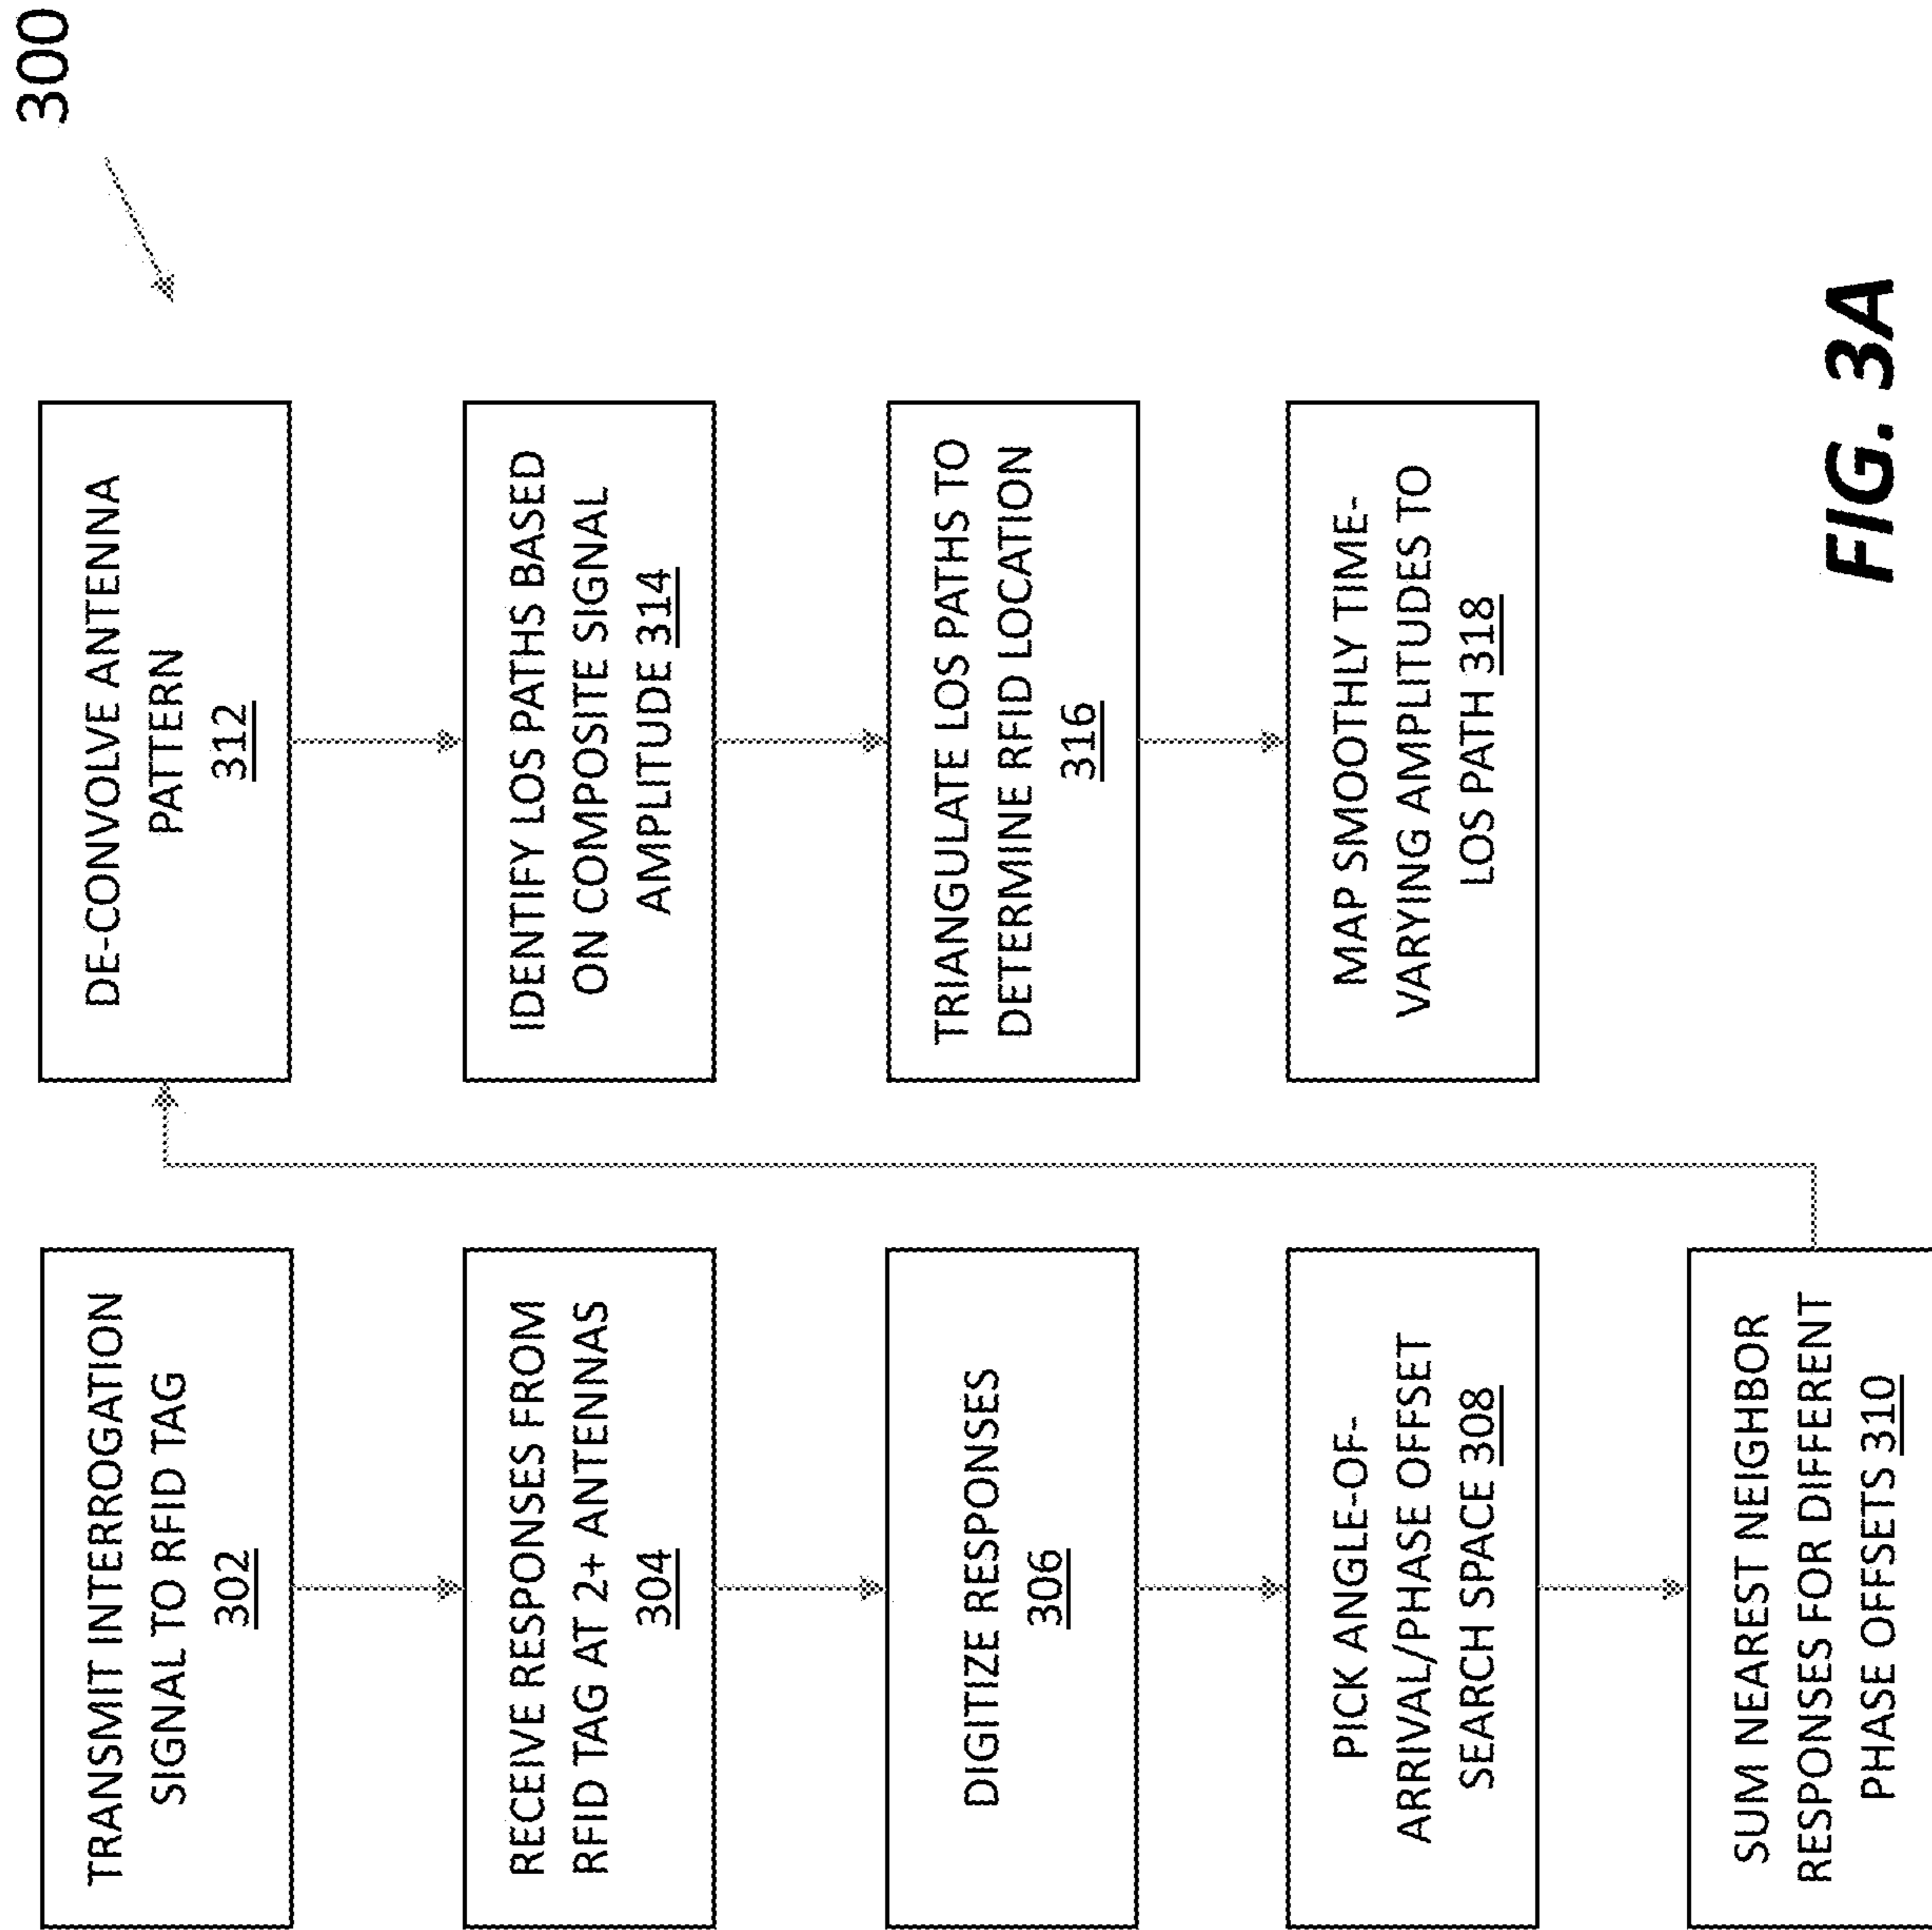 300
TRANSMIT INTERROGATION
SIGNAL TO RFID TAG
302
RECEIVE RESPONSES FROM
RFID TAG AT 2+ ANTENNAS
304
DIGITIZE RESPONSES
306
PICK ANGLE-OF-
ARRIVAL/PHASE OFFSET
SEARCH SPACE 308
SUM NEAREST NEIGHBOR
RESPONSES FOR DIFFERENT
PHASE OFFSETS 310
DE-CONVOLVE ANTENNA
PATTERN
312
IDENTIFY LOS PATHS BASED
ON COMPOSITE SIGNAL
AMPLITUDE 314
TRIANGULATE LOS PATHS TO
DETERMINE RFID LOCATION
316
MAP SMOOTHLY TIME-
VARYING AMPLITUDES TO
LOS PATH 318
FIG. 3A